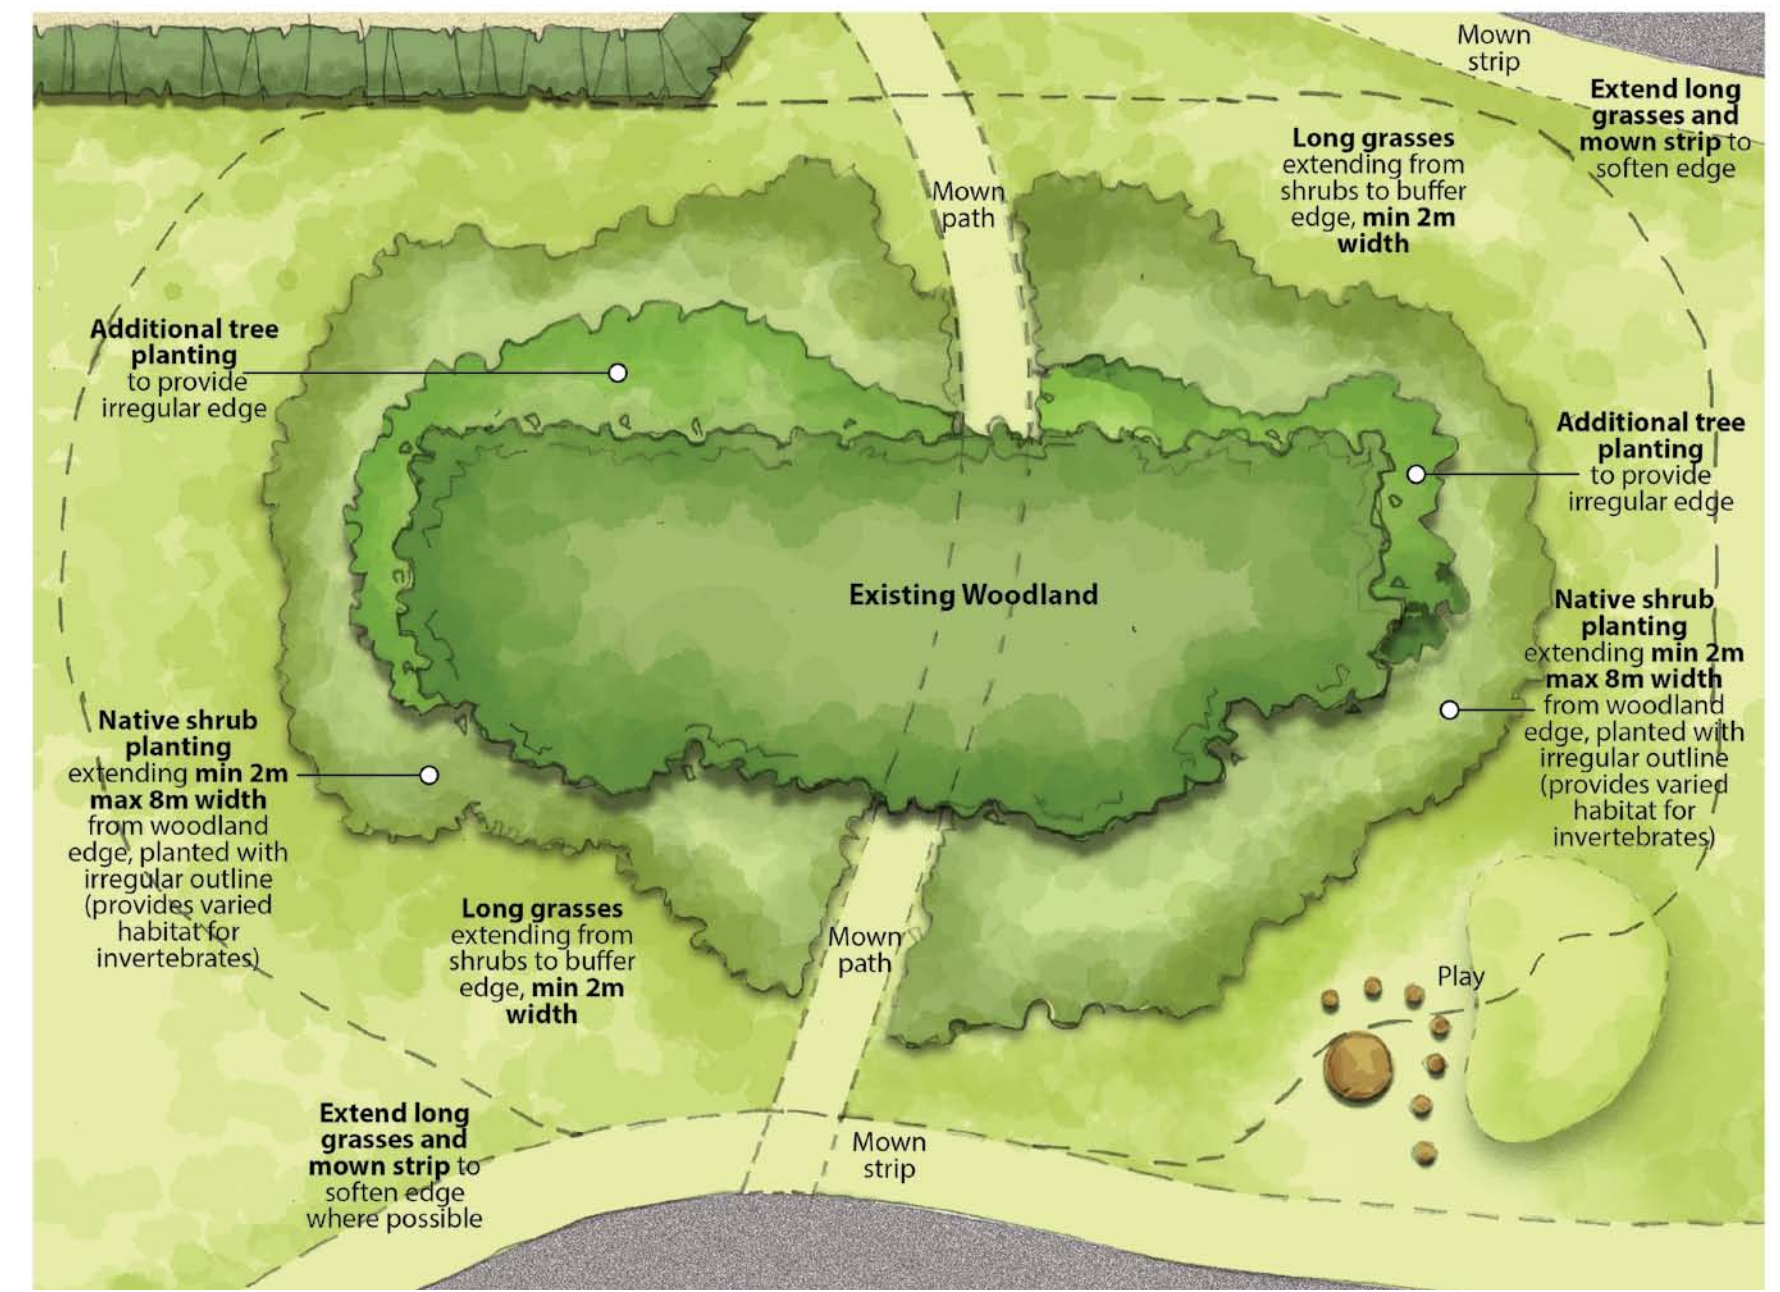 Mown
strip
Extend long
grasses and
mown strip to
soften edge
Long grasses
extending from
shrubs to buffer
edge, min 2m
width
Mown
path
Additional tree
planting
to provide
irregular edge
Additional tree
planting
to provide
irregular edge
Existing Woodland
Native shrub
planting
extending min 2m
max 8m width
from woodland
edge, planted with
irregular outline
(provides varied
habitat for
invertebrates)
Native shrub
planting
extending min 2m
max 8m width
from woodland
edge, planted with
irregular outline
(provides varied
habitat for
invertebrates)
Long grasses
extending from
shrubs to buffer
edge, min 2m
width
Mown
path
Play
Extend long
grasses and
mown strip to
soften edge
where possible
Mown
strip